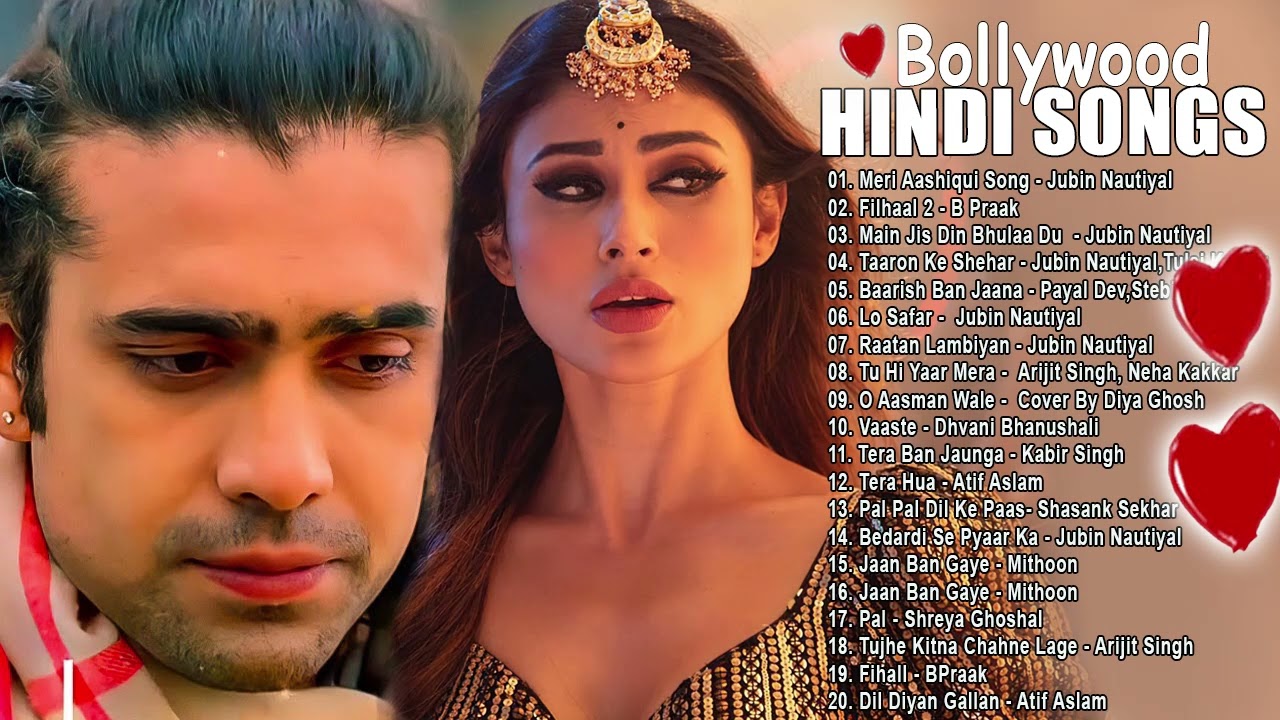 Bollywood
HINDI SONGS
01. Meri Aashiqui Song - Jubin Nautiyal
02. Filhaal 2 - B Praak
03. Main Jis Din Bhulaa Du - Jubin Nautiyal
04. Taaron Ke Shehar - Jubin Nautiyal,Tulsi
05. Baarish Ban Jaana - Payal Dev,Steb
06. Lo Safar - Jubin Nautiyal
07. Raatan Lambiyan - Jubin Nautiyal
08. Tu Hi Yaar Mera - Arijit Singh, Neha Kakkar
09. O Aasman Wale - Cover By Diya Ghosh
10. Vaaste - Dhvani Bhanushali
11. Tera Ban Jaunga - Kabir Singh
12. Tera Hua - Atif Aslam
13. Pal Pal Dil Ke Paas- Shasank Sekhar
14. Bedardi Se Pyaar Ka - Jubin Nautiyal
15. Jaan Ban Gaye - Mithoon
16. Jaan Ban Gaye - Mithoon
17. Pal - Shreya Ghoshal
18. Tujhe Kitna Chahne Lage - Arijit Singh
19. Fihall - BPraak
20. Dil Diyan Gallan - Atif Aslam